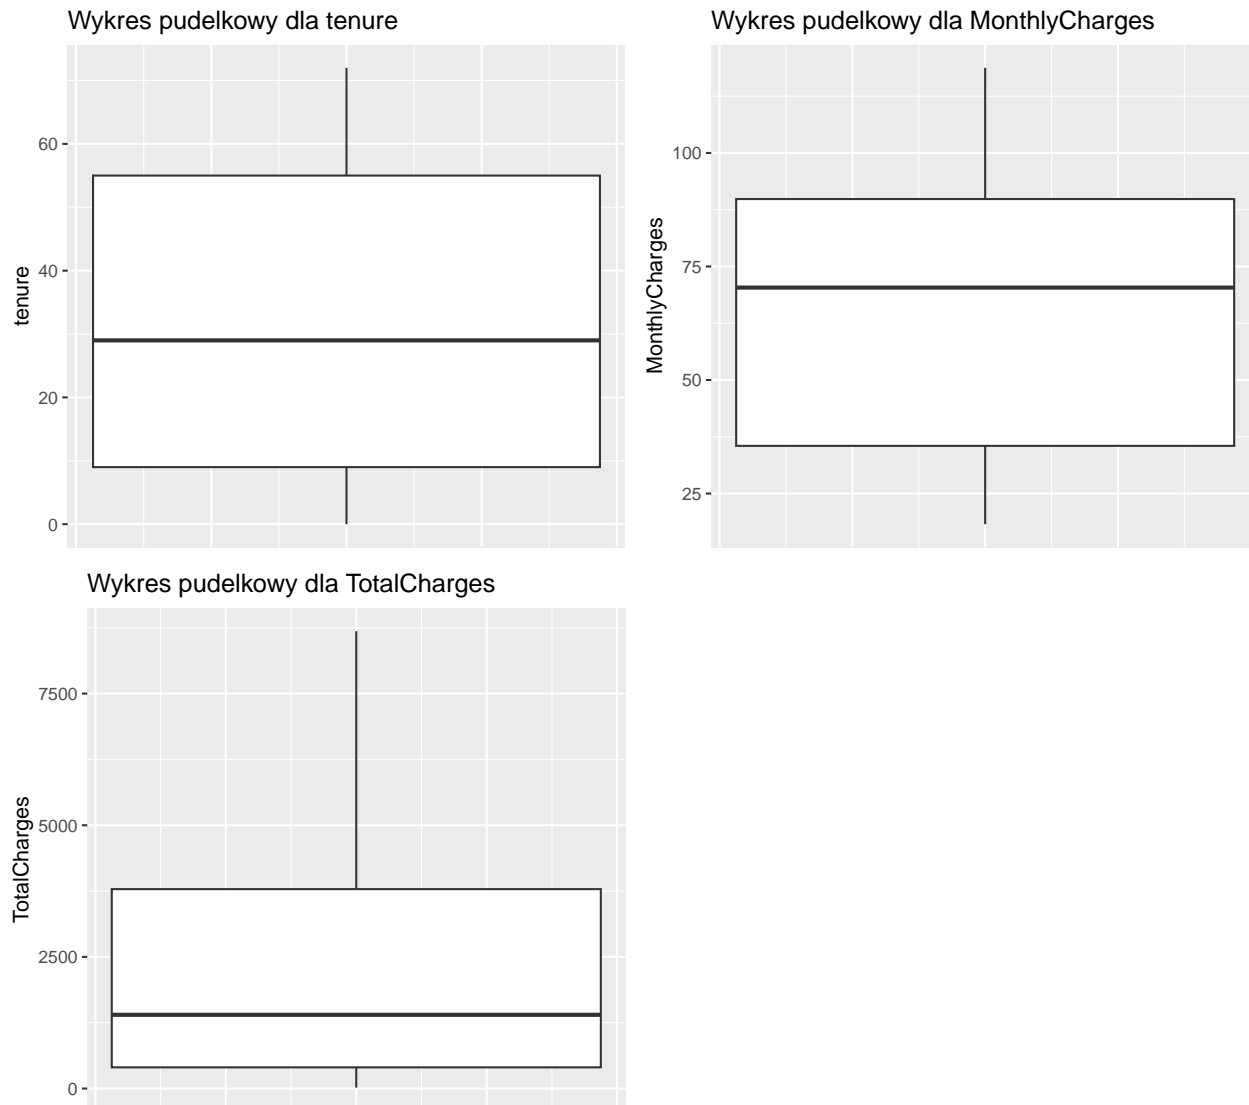 Wykres pudelkowy dla tenure
60
40
20
0
tenure
Wykres pudelkowy dla MonthlyCharges
100
75
50
25
MonthlyCharges
Wykres pudelkowy dla TotalCharges
7500
5000
2500
0
TotalCharges